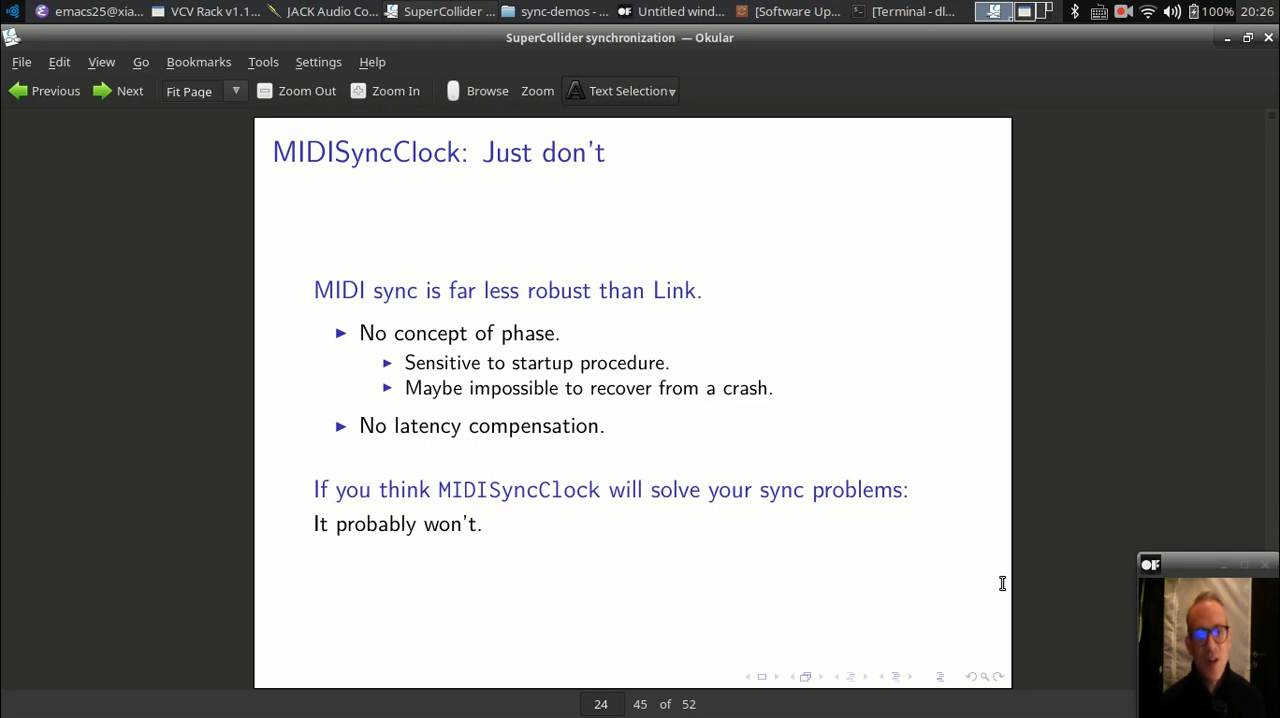 emacs25@xia... VCV Rack v1.1... JACK Audio Co... SuperCollider ... sync-demos - ... Untitled wind... [Software Up... [Terminal - dl... 100% 20:26
SuperCollider synchronization — Okular
File Edit View Go Bookmarks Tools Settings Help
Previous Next Fit Page Zoom Out Zoom In Browse Zoom Text Selection
MIDISyncClock: Just don't
MIDI sync is far less robust than Link.
No concept of phase.
Sensitive to startup procedure.
Maybe impossible to recover from a crash.
No latency compensation.
If you think MIDISyncClock will solve your sync problems:
It probably won't.
24 45 of 52